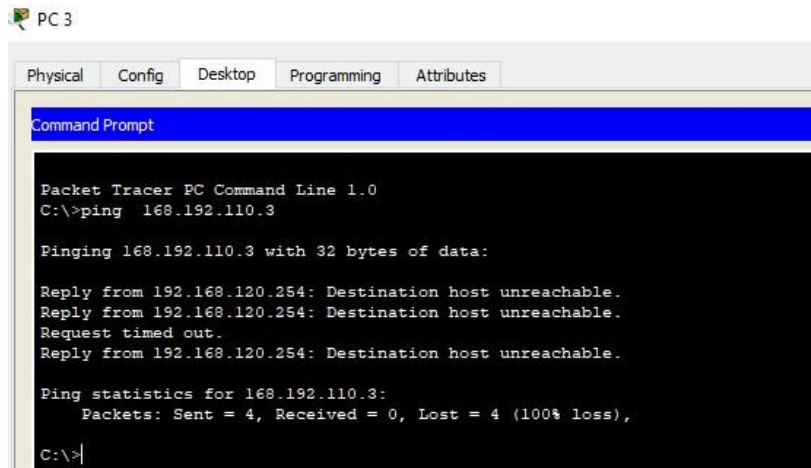 PC 3
Physical Config Desktop Programming Attributes
Command Prompt
Packet Tracer PC Command Line 1.0
C:\>ping  168.192.110.3
Pinging 168.192.110.3 with 32 bytes of data:
Reply from 192.168.120.254: Destination host unreachable.
Reply from 192.168.120.254: Destination host unreachable.
Request timed out.
Reply from 192.168.120.254: Destination host unreachable.
Ping statistics for 168.192.110.3:
    Packets: Sent = 4, Received = 0, Lost = 4 (100% loss),
C:\>